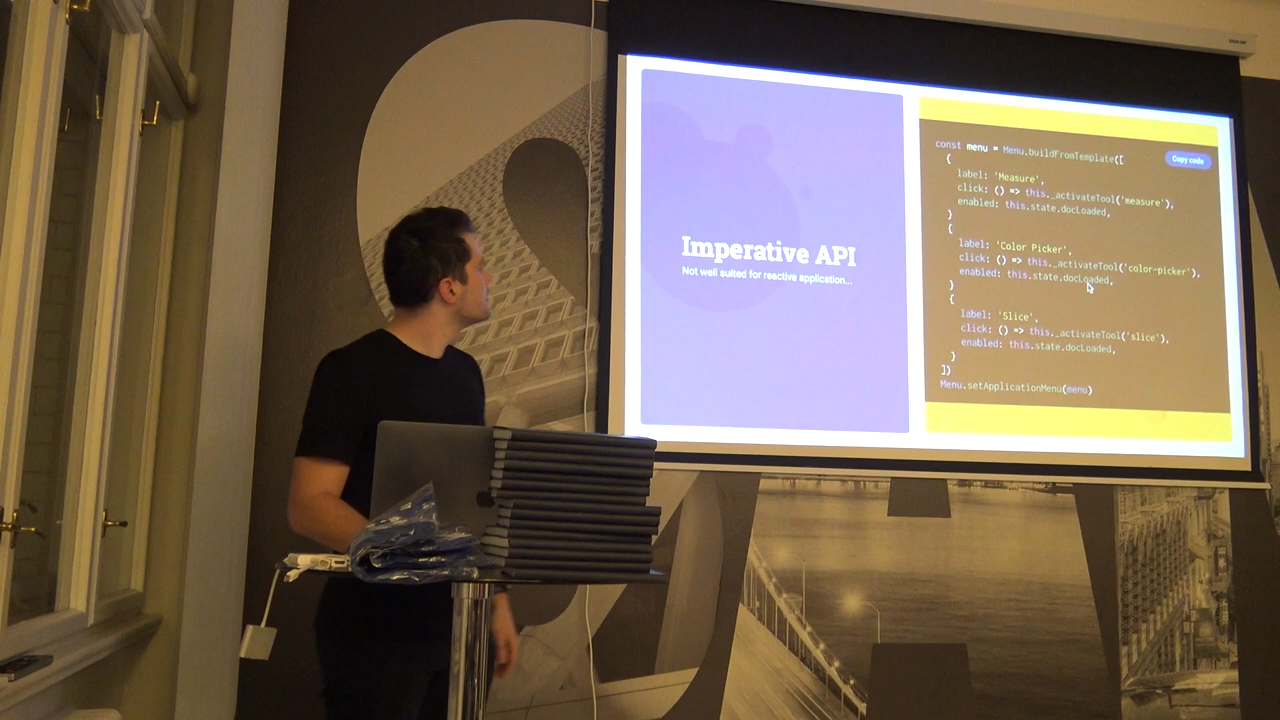 Imperative API
Not well suited for reactive application...
Copy code
const menu = Menu.buildFromTemplate([
{
label: 'Measure',
click: () => this._activateTool('measure'),
enabled: this.state.docLoaded,
}
{
label: 'Color Picker',
click: () => this._activateTool('color-picker'),
enabled: this.state.docLoaded,
}
{
label: 'Slice',
click: () => this._activateTool('slice'),
enabled: this.state.docLoaded,
}
])
Menu.setApplicationMenu(menu)